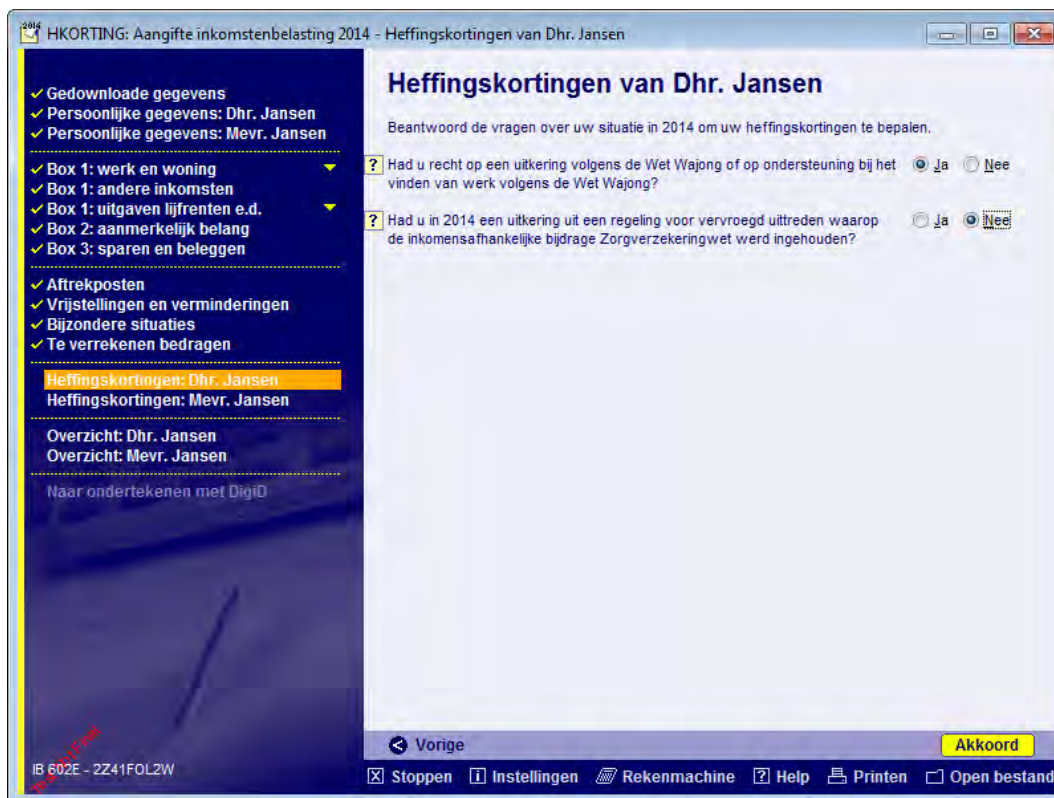 2014
HKORTING: Aangifte inkomstenbelasting 2014 - Heffingskortingen van Dhr. Jansen
Gedownloade gegevens
Persoonlijke gegevens: Dhr. Jansen
Persoonlijke gegevens: Mevr. Jansen
Box 1: werk en woning
Box 1: andere inkomsten
Box 1: uitgaven lijfrenten e.d.
Box 2: aanmerkelijk belang
Box 3: sparen en beleggen
Aftrekposten
Vrijstellingen en verminderingen
Bijzondere situaties
Te verrekenen bedragen
Heffingskortingen: Dhr. Jansen
Heffingskortingen: Mevr. Jansen
Overzicht: Dhr. Jansen
Overzicht: Mevr. Jansen
Naar ondertekenen met DigiD
IB 602E - 2Z41FOL2W
Heffingskortingen van Dhr. Jansen
Beantwoord de vragen over uw situatie in 2014 om uw heffingskortingen te bepalen.
? Had u recht op een uitkering volgens de Wet Wajong of op ondersteuning bij het Ja Nee
vinden van werk volgens de Wet Wajong?
? Had u in 2014 een uitkering uit een regeling voor vervroegd uittreden waarop Ja Nee
de inkomensafhankelijke bijdrage Zorgverzekeringwet werd ingehouden?
Vorige Akkoord
Stoppen Instellingen Rekenmachine Help Printen Open bestand